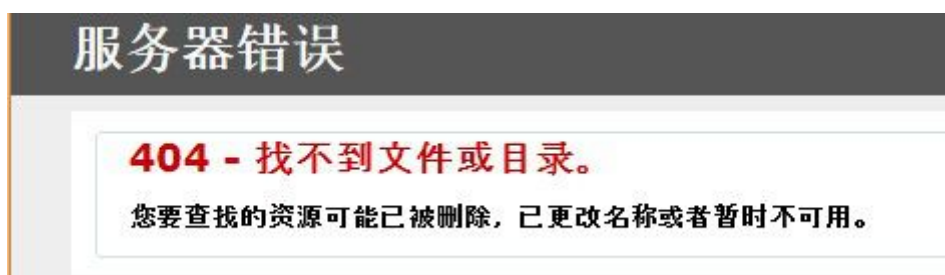 服务器错误
404 - 找不到文件或目录。
您要查找的资源可能已被删除，已更改名称或者暂时不可用。